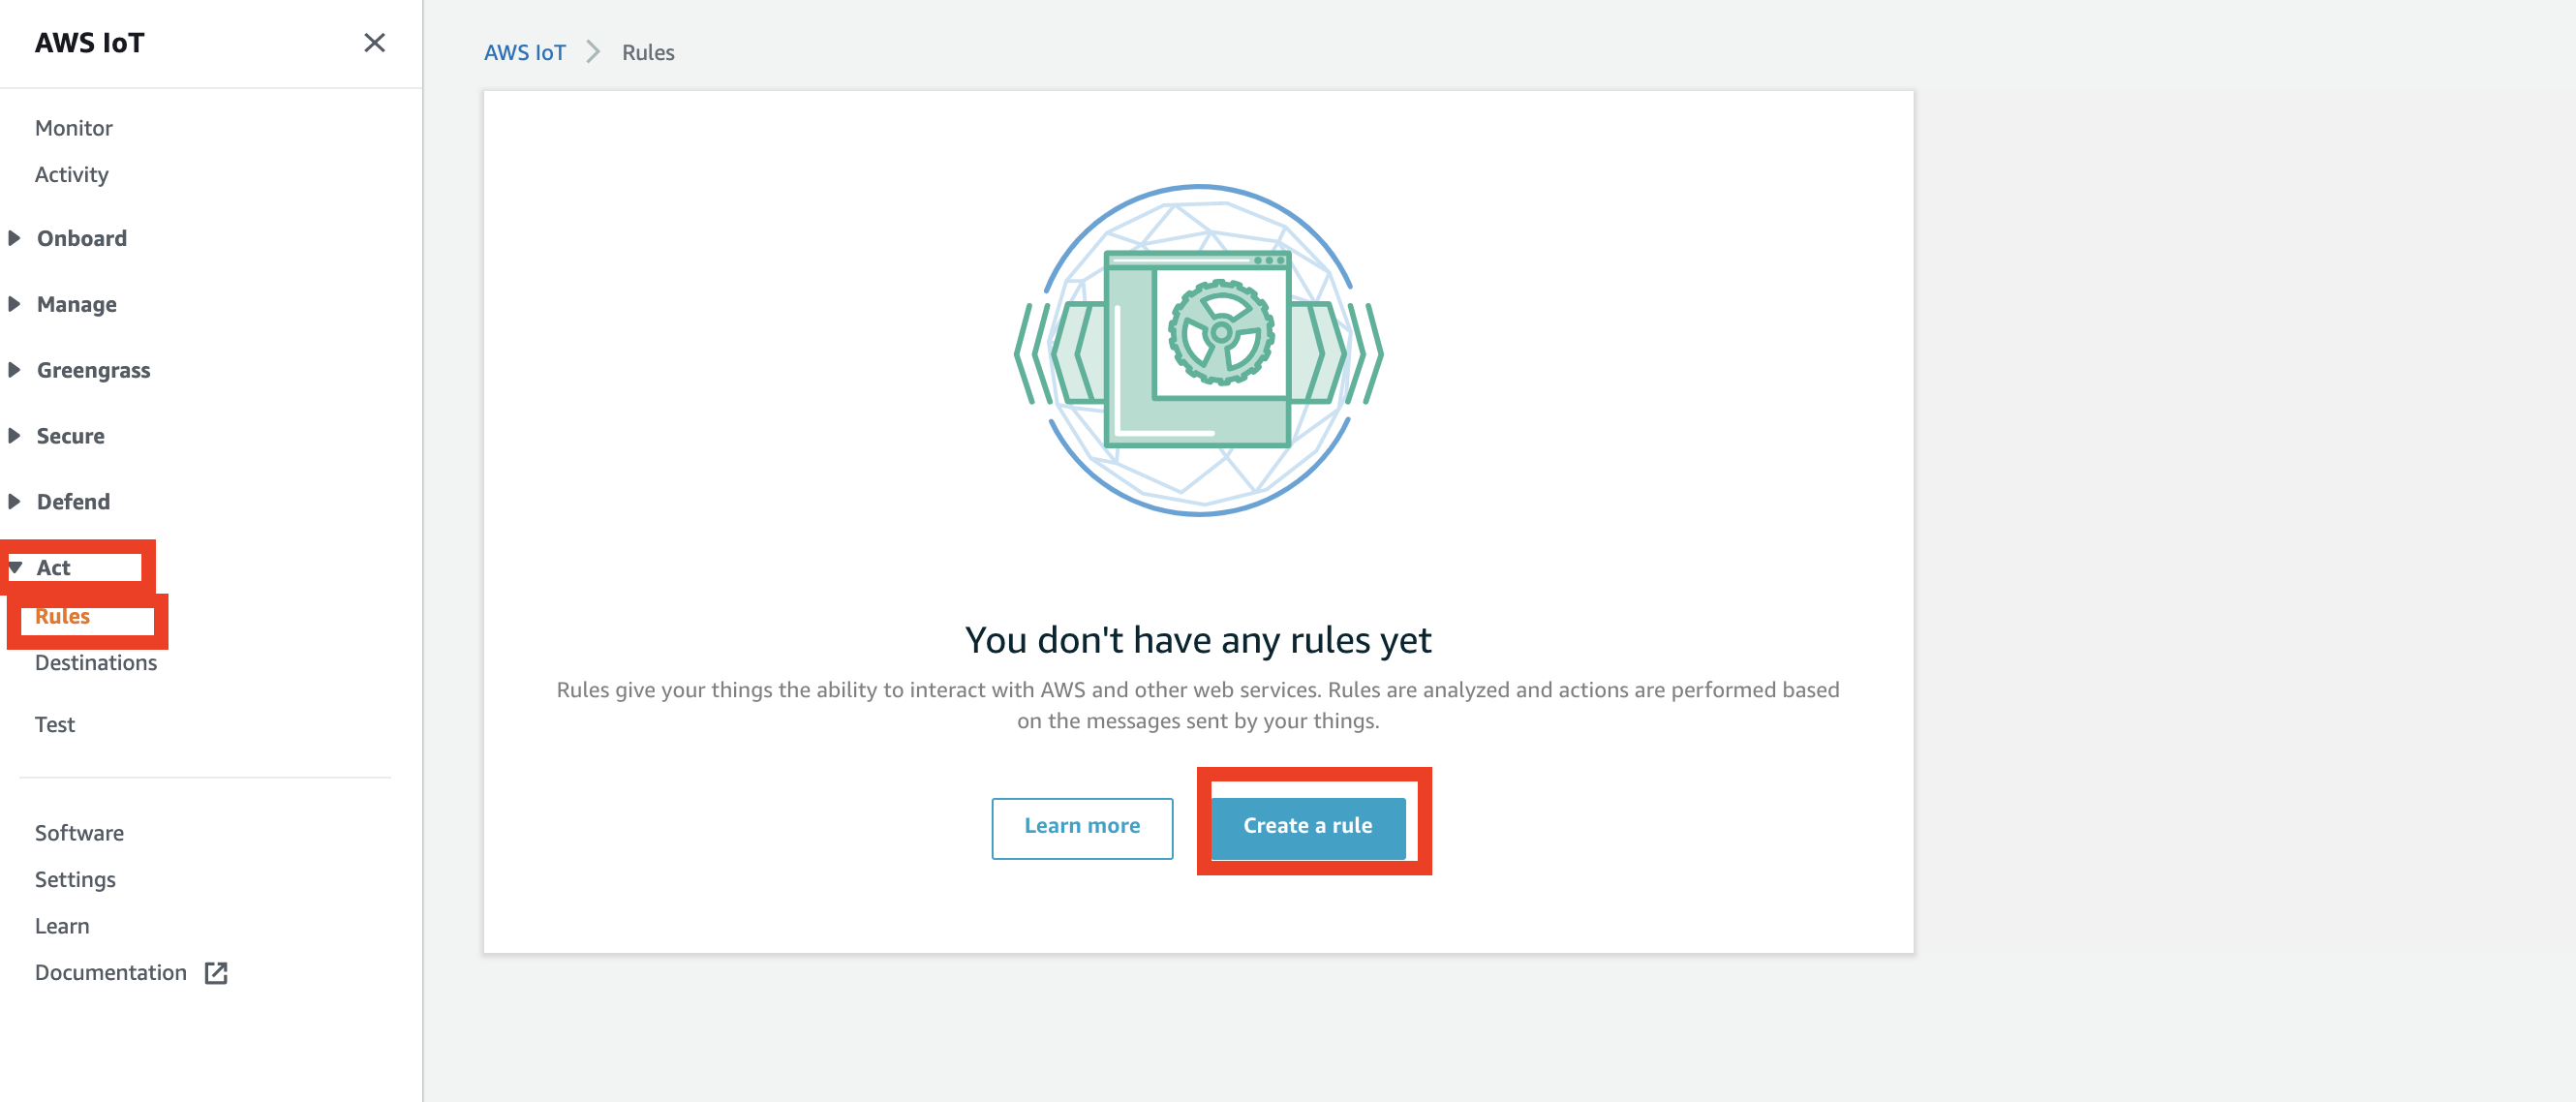 AWS IoT
Monitor
Activity
Onboard
Manage
Greengrass
Secure
Defend
Act
Rules
Destinations
Test
Software
Settings
Learn
Documentation
AWS IoT > Rules
You don't have any rules yet
Rules give your things the ability to interact with AWS and other web services. Rules are analyzed and actions are performed based
on the messages sent by your things.
Learn more
Create a rule